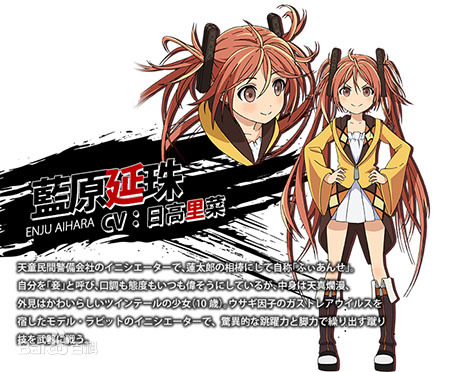 藍原延珠
ENJU AIHARA
CV：日高里菜
天童民間警備会社のイニシエーターで、蓮太郎の相棒にして自称「ふぃあんせ」。
自分を「妾」と呼び、口調も態度もいつも偉そうにしているが、中身は天真爛漫、
外見はかわいらしいツインテールの少女（10歳）。ウサギ因子のガストレアウイルスを
宿したモデル・ラビットのイニシエーターで、驚異的な跳躍力と脚力で繰り出す蹴り
技を武器に戦う。
Baidu百科